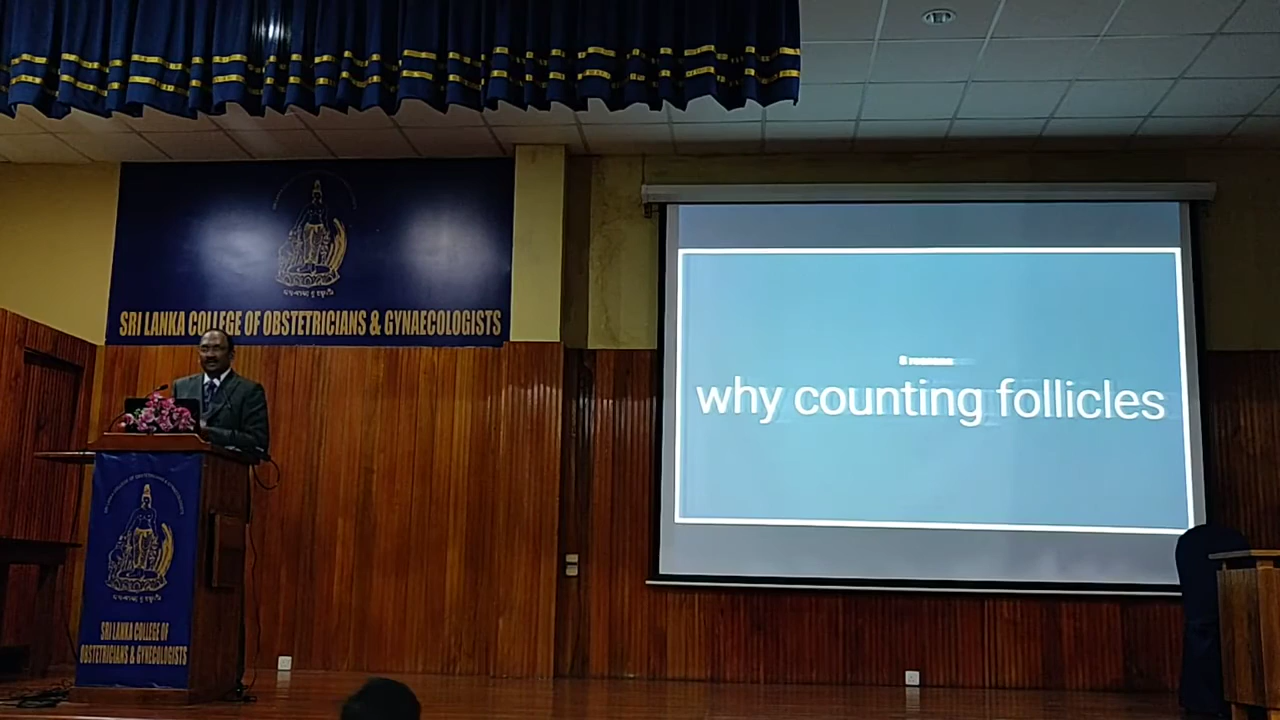 SRI LANKA COLLEGE OF OBSTETRICIANS & GYNAECOLOGISTS
why counting follicles
SRI LANKA COLLEGE OF
OBSTETRICIANS & GYNECOLOGISTS